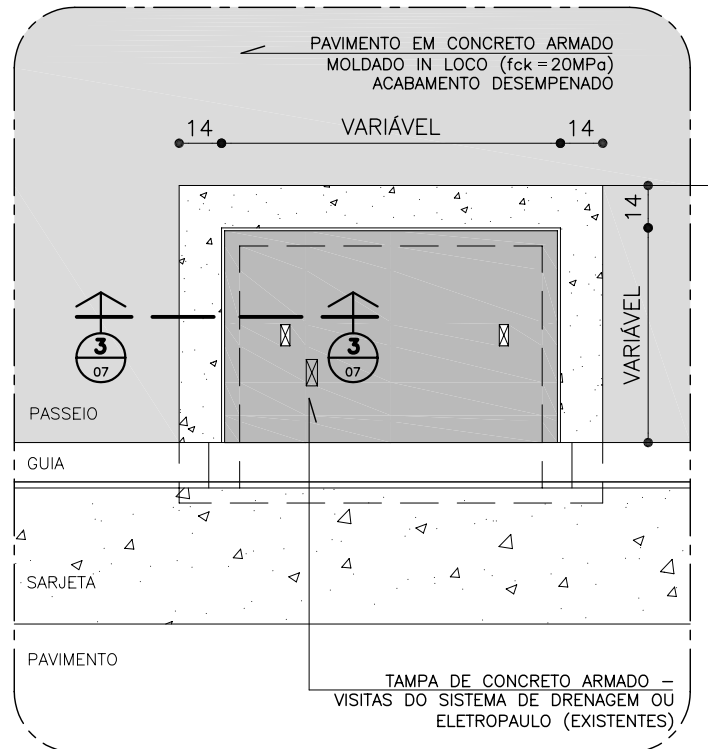 PAVIMENTO EM CONCRETO ARMADO
MOLDADO IN LOCO (fck = 20MPa)
ACABAMENTO DESEMPENADO
14
VARIÁVEL
14
14
VARIÁVEL
3
07
3
07
PASSEIO
GUIA
SARJETA
PAVIMENTO
TAMPA DE CONCRETO ARMADO –
VISITAS DO SISTEMA DE DRENAGEM OU
ELETROPAULO (EXISTENTES)